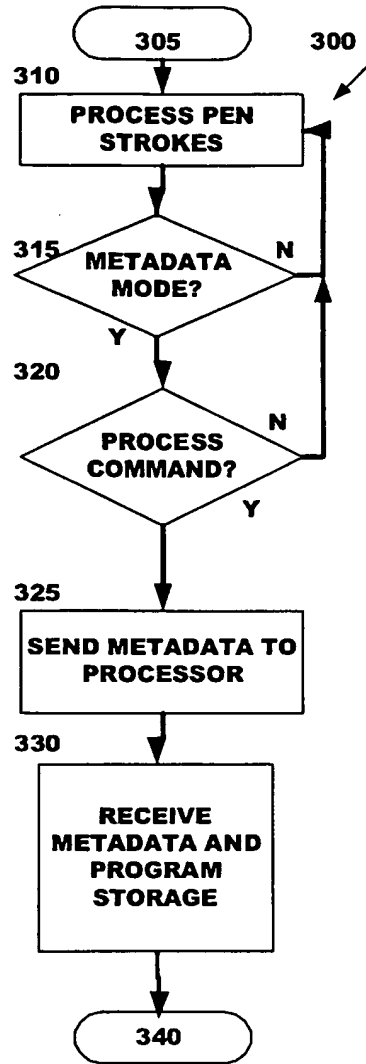 305
300
310
PROCESS PEN
STROKES
315
METADATA
MODE?
N
Y
320
PROCESS
COMMAND?
N
Y
325
SEND METADATA TO
PROCESSOR
330
RECEIVE
METADATA AND
PROGRAM
STORAGE
340